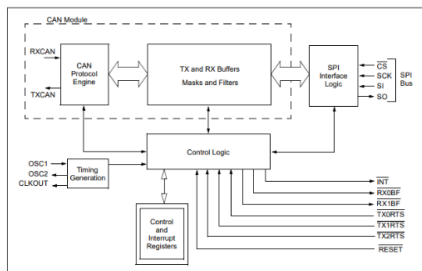 CAN Module
RXCAN
TXCAN
CAN
Protocol
Engine
TX and RX Buffers
Masks and Filters
SPI
Interface
Logic
CS
SCK
SI
SO
SPI
Bus
Control Logic
OSC1
OSC2
CLKOUT
Timing
Generation
Control
and
Interrupt
Registers
INT
RX0BF
RX1BF
TX0RTS
TX1RTS
TX2RTS
RESET